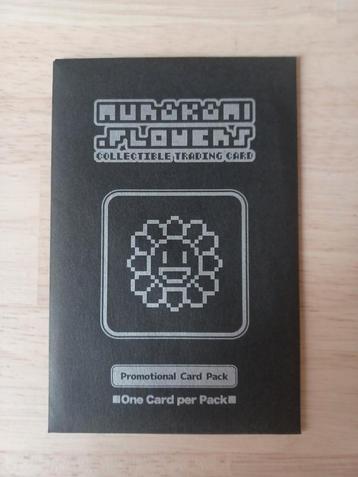 MURAKAMI
.FLOWERS
COLLECTIBLE TRADING CARD
Promotional Card Pack
■One Card per Pack■